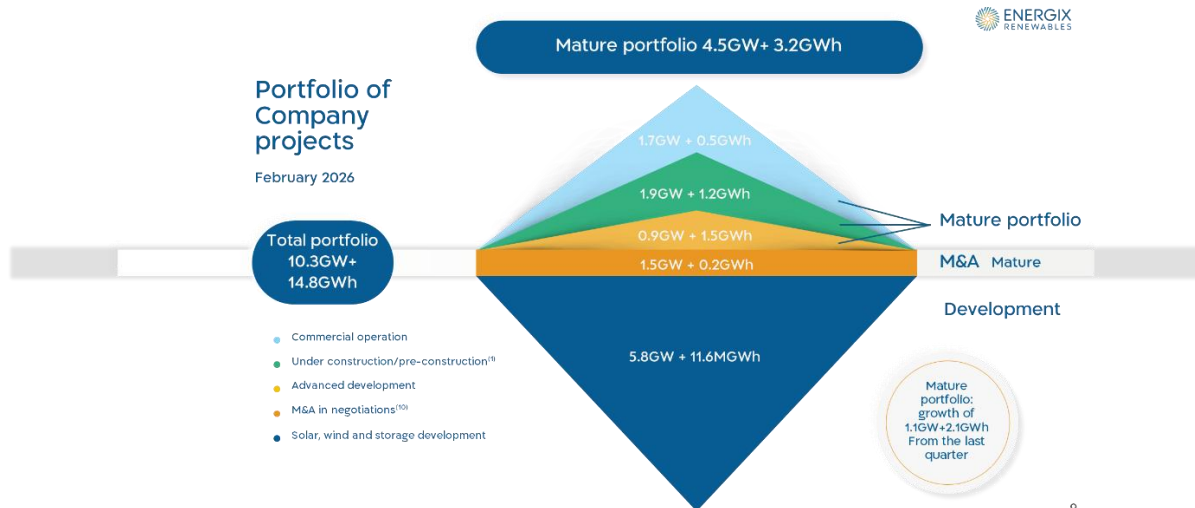 ENERGIX
RENEWABLES
Mature portfolio 4.5GW+ 3.2GWh
Portfolio of
Company
projects
February 2026
1.7GW + 0.5GWh
1.9GW + 1.2GWh
0.9GW + 1.5GWh
1.5GW + 0.2GWh
5.8GW + 11.6MGWh
Mature portfolio
M&A Mature
Development
Total portfolio
10.3GW+
14.8GWh
Commercial operation
Under construction/pre-construction(1)
Advanced development
M&A in negotiations(10)
Solar, wind and storage development
Mature
portfolio:
growth of
1.1GW+2.1GWh
From the last
quarter